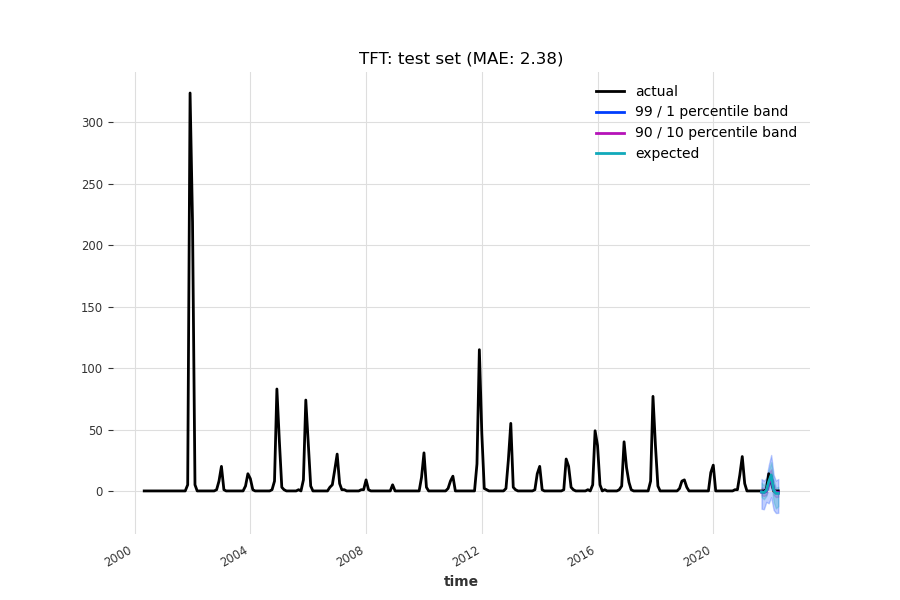 TFT: test set (MAE: 2.38)
actual
99 / 1 percentile band
90 / 10 percentile band
expected
300
250
200
150
100
50
0
2000
2004
2008
2012
2016
2020
time